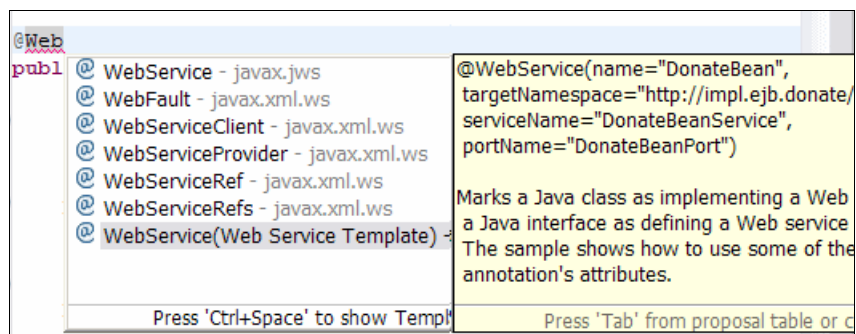 @Web
publ
@ WebService - javax.jws
@ WebFault - javax.xml.ws
@ WebServiceClient - javax.xml.ws
@ WebServiceProvider - javax.xml.ws
@ WebServiceRef - javax.xml.ws
@ WebServiceRefs - javax.xml.ws
@ WebService(Web Service Template) -
Press 'Ctrl+Space' to show Templ
@WebService(name="DonateBean",
targetNamespace="http://impl.ejb.donate/
serviceName="DonateBeanService",
portName="DonateBeanPort")
Marks a Java class as implementing a Web
a Java interface as defining a Web service
The sample shows how to use some of the
annotation's attributes.
Press 'Tab' from proposal table or c